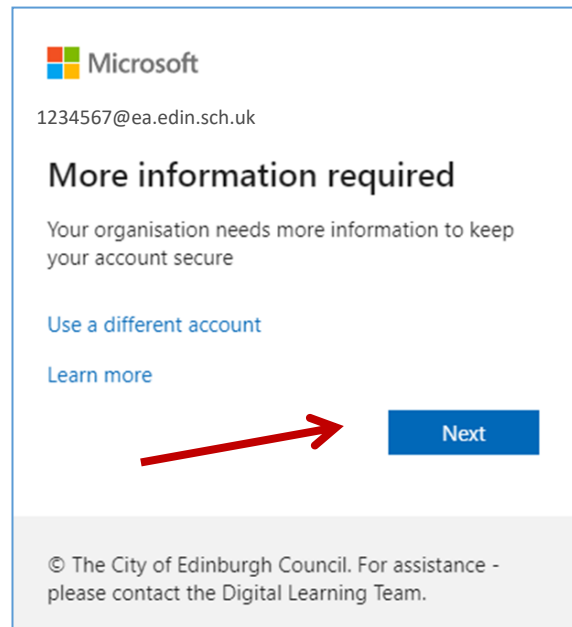 Microsoft
1234567@ea.edin.sch.uk
More information required
Your organisation needs more information to keep
your account secure
Use a different account
Learn more
Next
© The City of Edinburgh Council. For assistance -
please contact the Digital Learning Team.